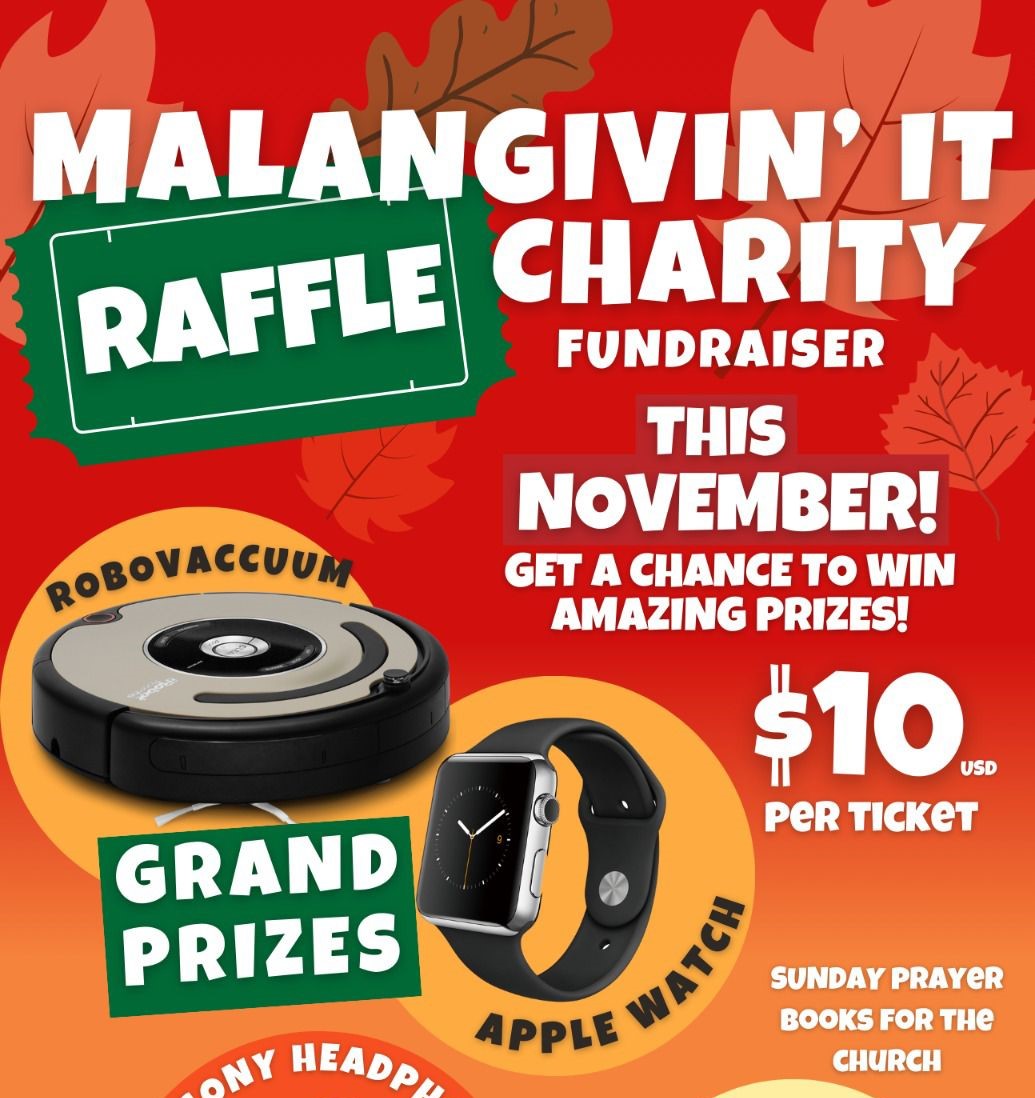 MALANGIVIN' IT
RAFFLE
CHARITY
FUNDRAISER
THIS
NOVEMBER!
GET A CHANCE TO WIN
AMAZING PRIZES!
ROBOVACCUUM
$10 USD
PER TICKET
GRAND
PRIZES
APPLE WATCH
SUNDAY PRAYER
BOOKS FOR THE
CHURCH